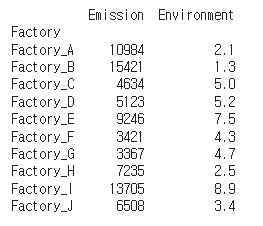 Emission Environment
Factory
Factory_A 10984 2.1
Factory_B 15421 1.3
Factory_C 4634 5.0
Factory_D 5123 5.2
Factory_E 9246 7.5
Factory_F 3421 4.3
Factory_G 3367 4.7
Factory_H 7235 2.5
Factory_I 13705 8.9
Factory_J 6508 3.4